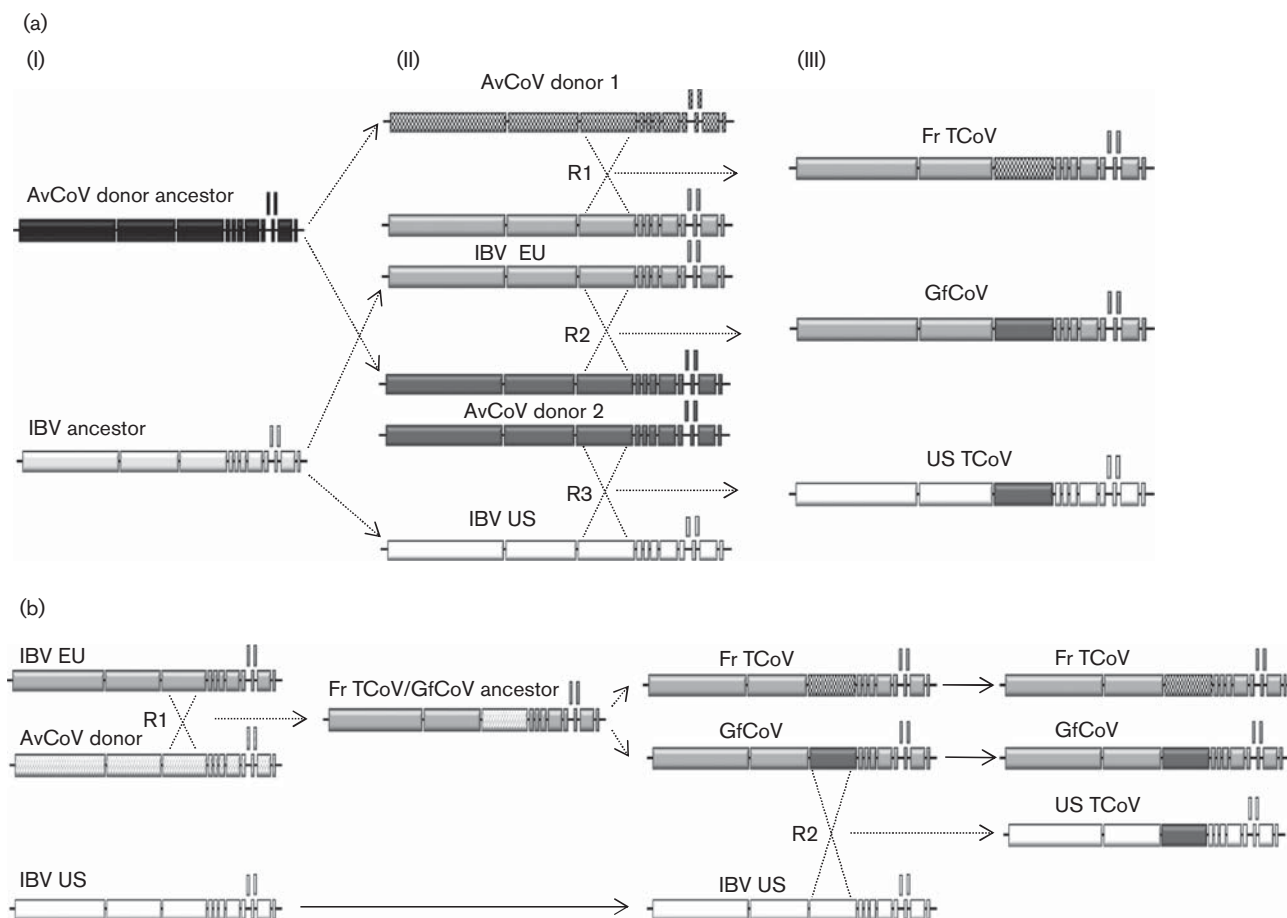 (a)
(I)
(II)
(III)
AvCoV donor 1
Fr TCoV
R1
AvCoV donor ancestor
IBV EU
GfCoV
R2
AvCoV donor 2
IBV ancestor
US TCoV
R3
IBV US
(b)
IBV EU
Fr TCoV
Fr TCoV
Fr TCoV/GfCoV ancestor
R1
GfCoV
GfCoV
AvCoV donor
US TCoV
R2
IBV US
IBV US